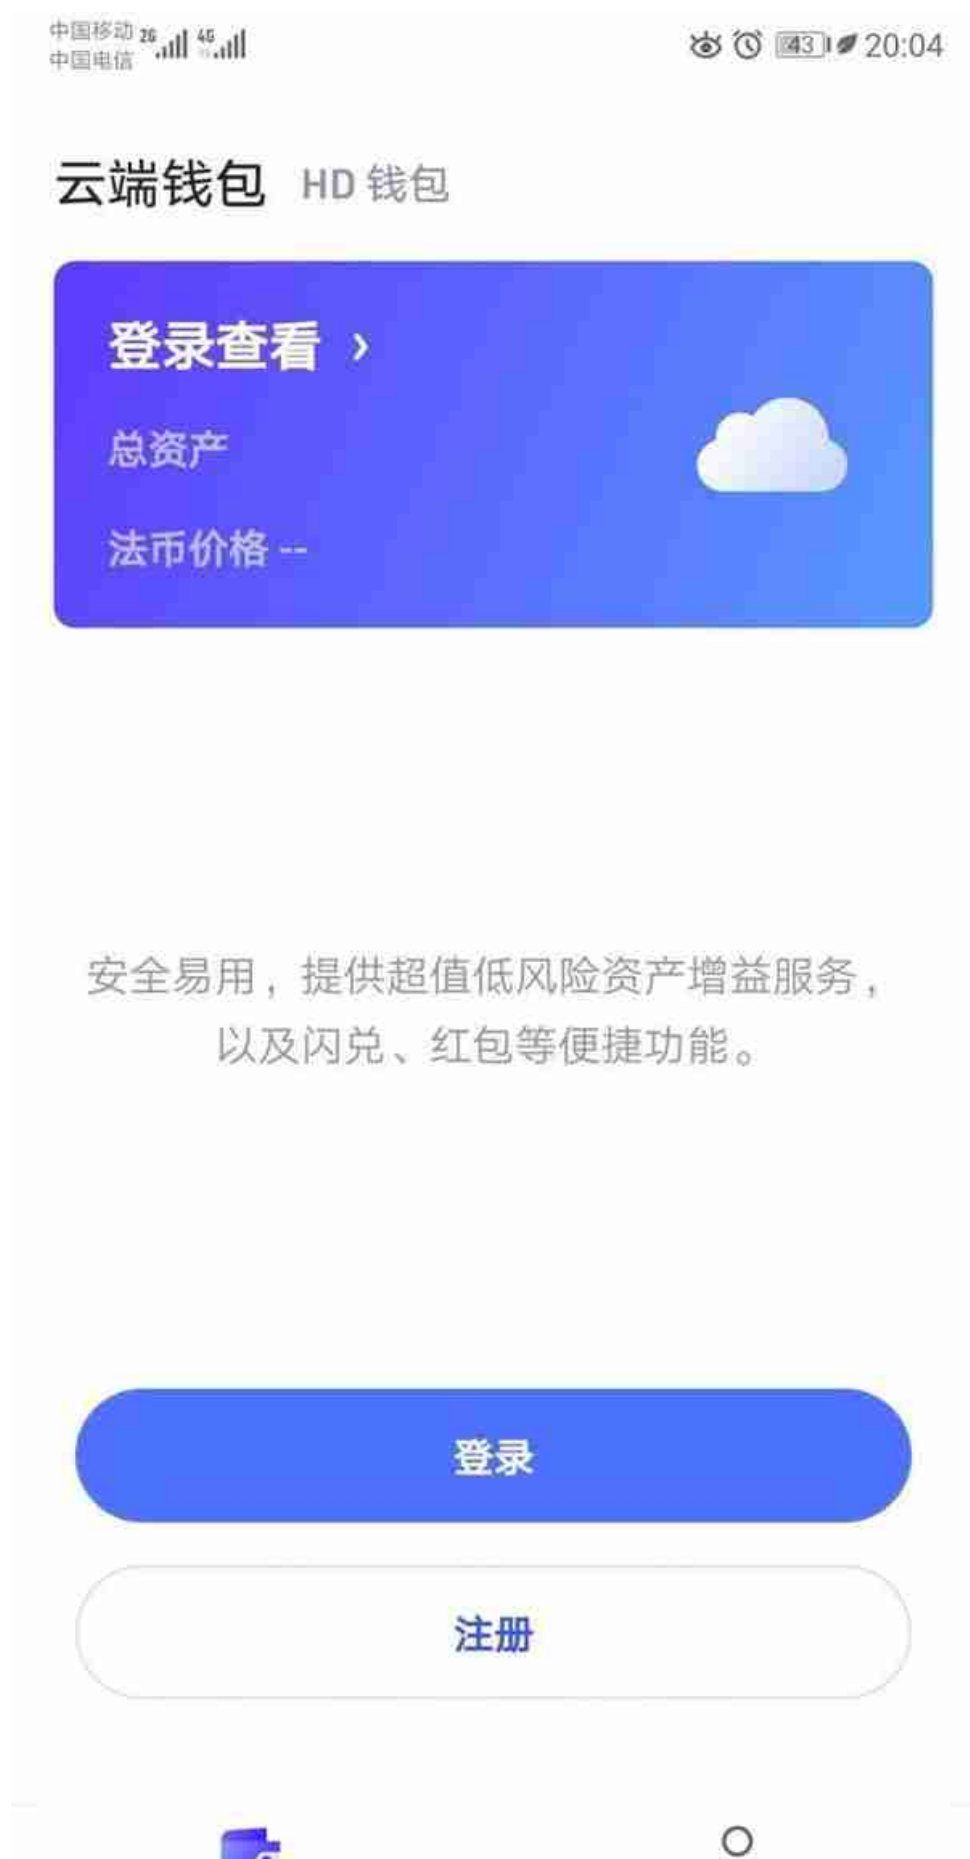 中国移动 2G 4G
中国电信
43 20:04
云端钱包 HD 钱包
登录查看 ›
总资产
法币价格 --
安全易用，提供超值低风险资产增益服务，
以及闪兑、红包等便捷功能。
登录
注册